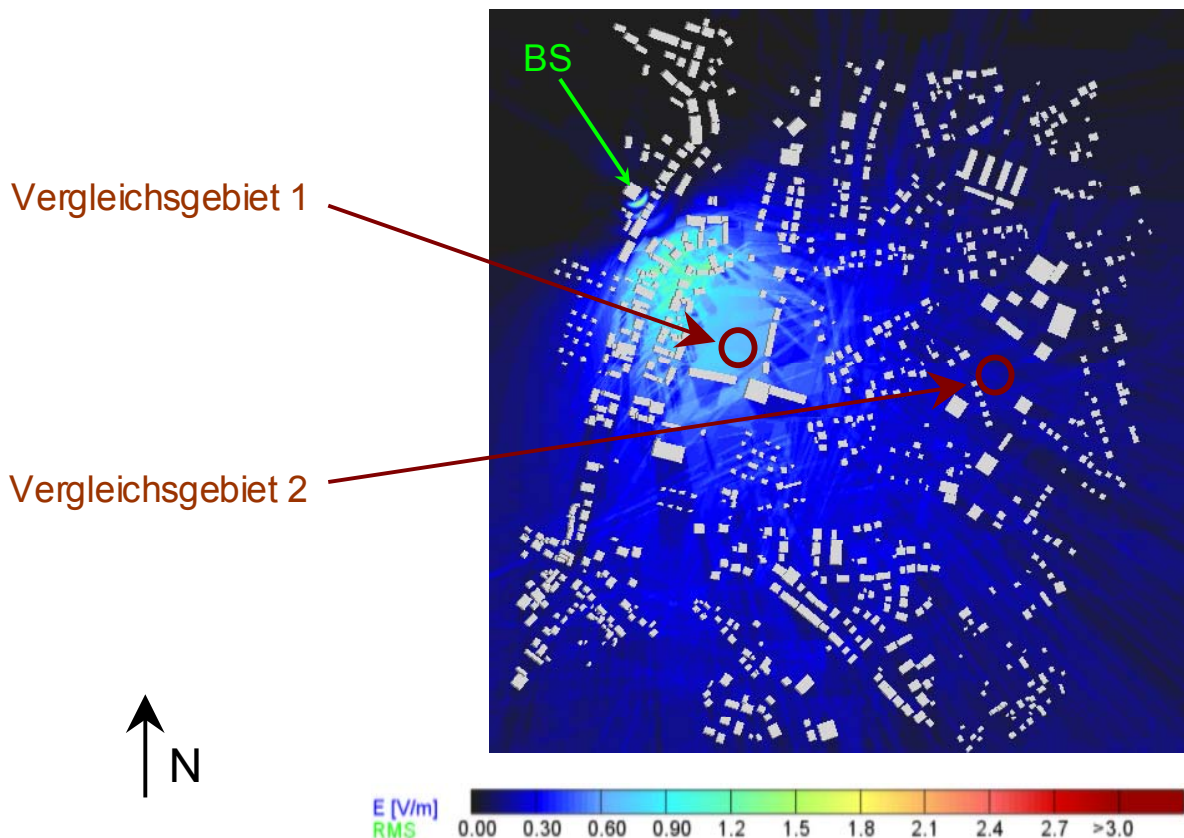 BS
Vergleichsgebiet 1
Vergleichsgebiet 2
N
E [V/m]
RMS
0.00 0.30 0.60 0.90 1.2 1.5 1.8 2.1 2.4 2.7 >3.0